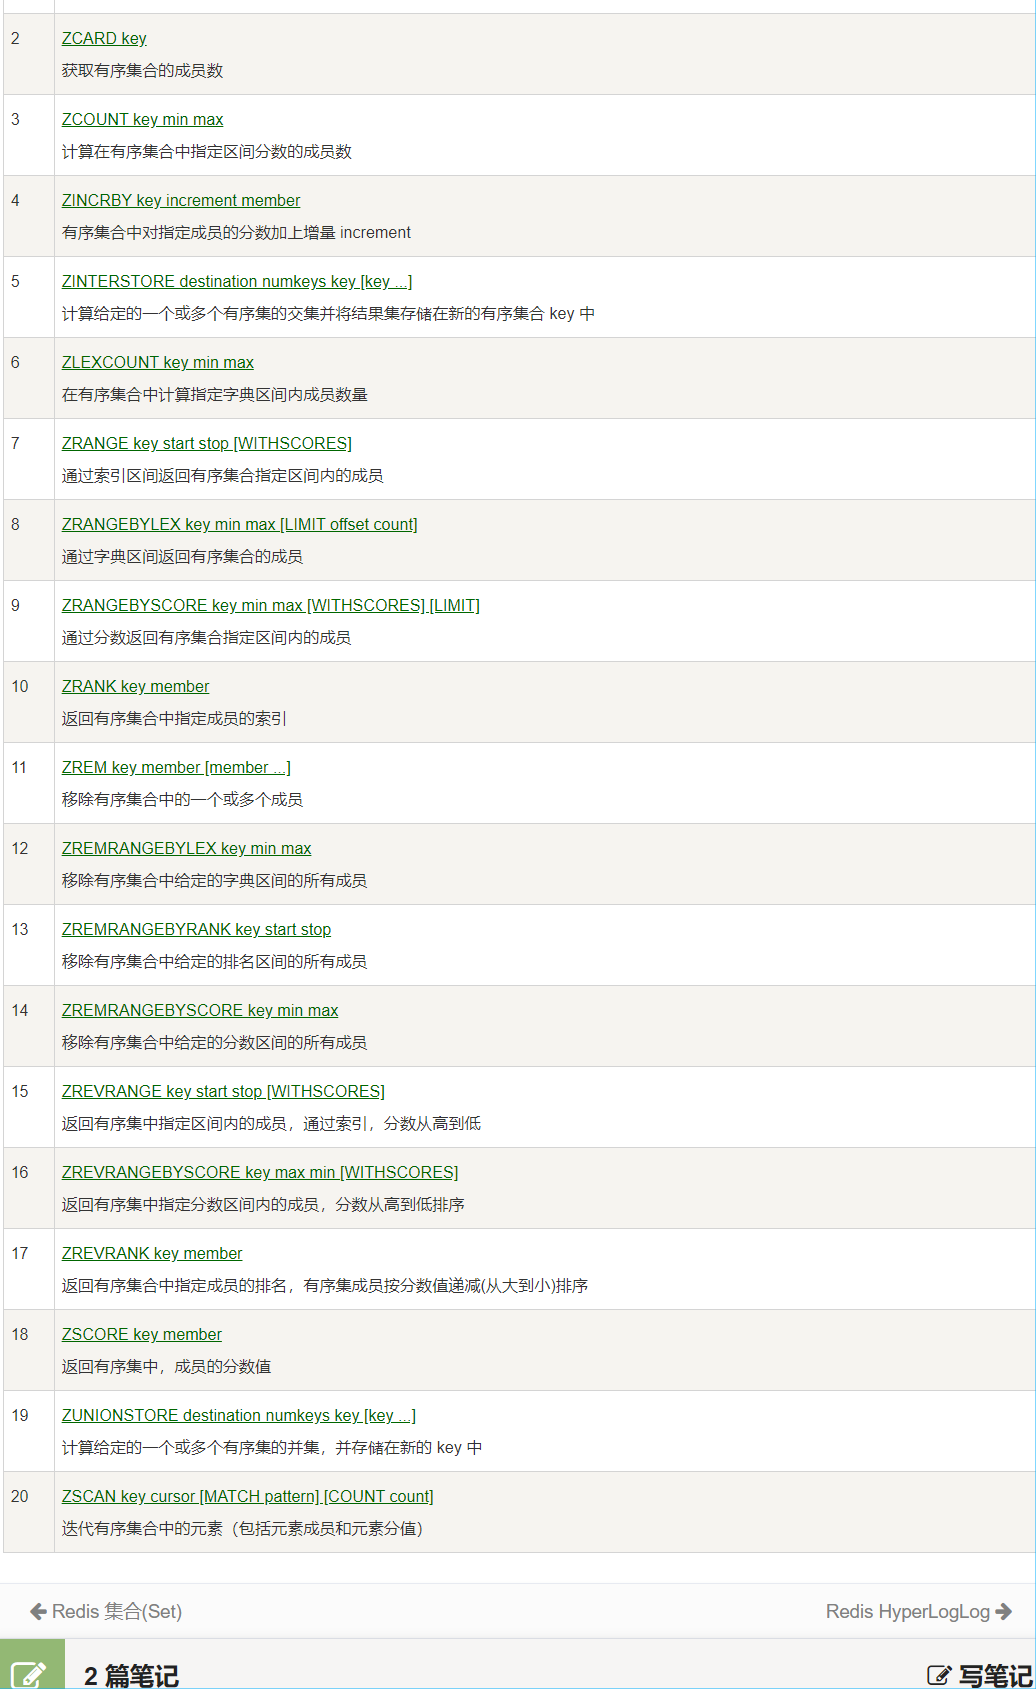 2
ZCARD key
获取有序集合的成员数
3
ZCOUNT key min max
计算在有序集合中指定区间分数的成员数
4
ZINCRBY key increment member
有序集合中对指定成员的分数加上增量 increment
5
ZINTERSTORE destination numkeys key [key ...]
计算给定的一个或多个有序集的交集并将结果集存储在新的有序集合 key 中
6
ZLEXCOUNT key min max
在有序集合中计算指定字典区间内成员数量
7
ZRANGE key start stop [WITHSCORES]
通过索引区间返回有序集合指定区间内的成员
8
ZRANGEBYLEX key min max [LIMIT offset count]
通过字典区间返回有序集合的成员
9
ZRANGEBYSCORE key min max [WITHSCORES] [LIMIT]
通过分数返回有序集合指定区间内的成员
10
ZRANK key member
返回有序集合中指定成员的索引
11
ZREM key member [member ...]
移除有序集合中的一个或多个成员
12
ZREMRANGEBYLEX key min max
移除有序集合中给定的字典区间的所有成员
13
ZREMRANGEBYRANK key start stop
移除有序集合中给定的排名区间的所有成员
14
ZREMRANGEBYSCORE key min max
移除有序集合中给定的分数区间的所有成员
15
ZREVRANGE key start stop [WITHSCORES]
返回有序集中指定区间内的成员，通过索引，分数从高到低
16
ZREVRANGEBYSCORE key max min [WITHSCORES]
返回有序集中指定分数区间内的成员，分数从高到低排序
17
ZREVRANK key member
返回有序集合中指定成员的排名，有序集成员按分数值递减(从大到小)排序
18
ZSCORE key member
返回有序集中，成员的分数值
19
ZUNIONSTORE destination numkeys key [key ...]
计算给定的一个或多个有序集的并集，并存储在新的 key 中
20
ZSCAN key cursor [MATCH pattern] [COUNT count]
迭代有序集合中的元素（包括元素成员和元素分值）
Redis 集合(Set)
Redis HyperLogLog
2 篇笔记
写笔记